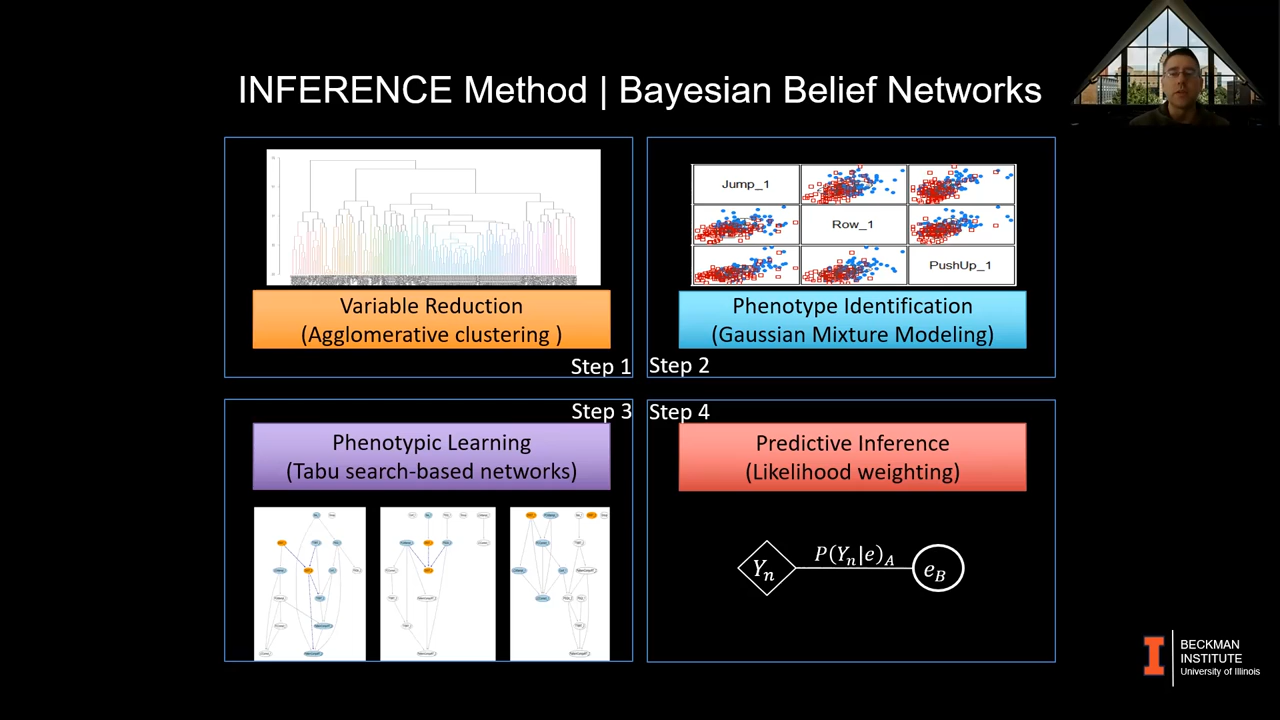 INFERENCE Method | Bayesian Belief Networks
Variable Reduction
(Agglomerative clustering )
Step 1
Jump_1
Row_1
PushUp_1
Phenotype Identification
(Gaussian Mixture Modeling)
Step 2
Step 3
Phenotypic Learning
(Tabu search-based networks)
Step 4
Predictive Inference
(Likelihood weighting)
Yₙ P(Yₙ|e)_A e_B
BECKMAN
INSTITUTE
University of Illinois